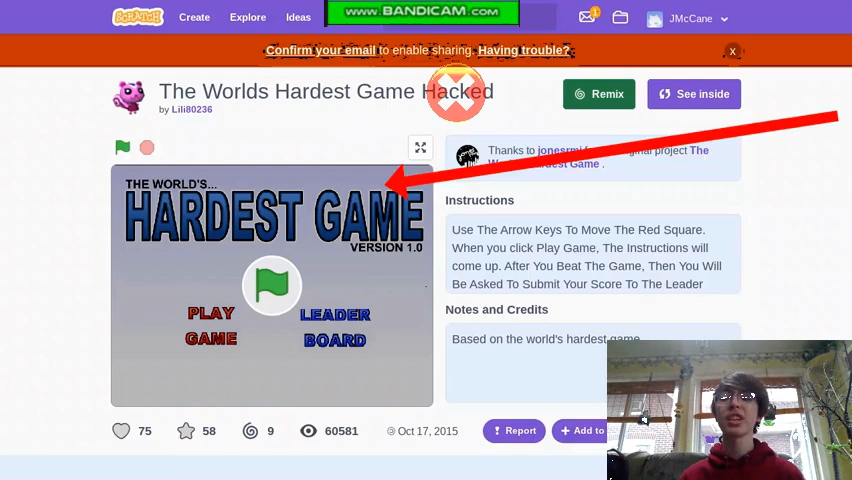 SCRATCH
Create
Explore
Ideas
WWW.BANDICAM.COM
1
JMcCane
Confirm your email to enable sharing. Having trouble?
x
The Worlds Hardest Game Hacked
by Lili80236
Remix
See inside
Thanks to jonesrmj for original project The
Hardest Game .
THE WORLD'S...
HARDEST GAME
VERSION 1.0
PLAY
GAME
LEADER
BOARD
Instructions
Use The Arrow Keys To Move The Red Square.
When you click Play Game, The Instructions will
come up. After You Beat The Game, Then You Will
Be Asked To Submit Your Score To The Leader
Notes and Credits
Based on the world's hardest game
75
58
9
60581
© Oct 17, 2015
Report
Add to